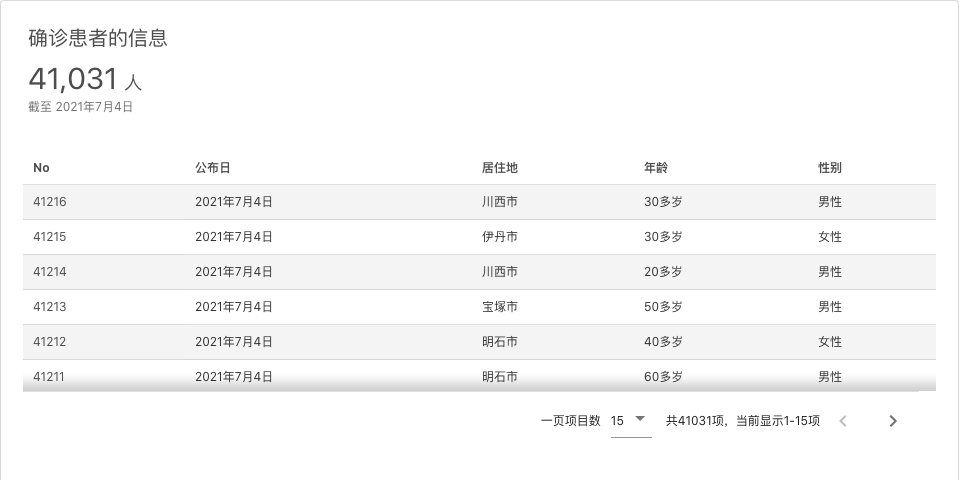 确诊患者的信息
41,031 人
截至 2021年7月4日
No 公布日 居住地 年龄 性别
41216 2021年7月4日 川西市 30多岁 男性
41215 2021年7月4日 伊丹市 30多岁 女性
41214 2021年7月4日 川西市 20多岁 男性
41213 2021年7月4日 宝塚市 50多岁 男性
41212 2021年7月4日 明石市 40多岁 女性
41211 2021年7月4日 明石市 60多岁 男性
一页项目数 15 共41031项，当前显示1-15项